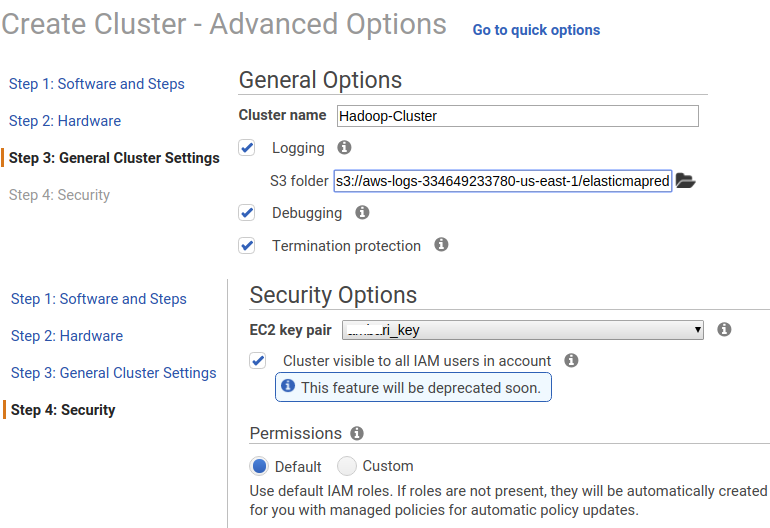 Create Cluster - Advanced Options Go to quick options
Step 1: Software and Steps
Step 2: Hardware
Step 3: General Cluster Settings
Step 4: Security
General Options
Cluster name Hadoop-Cluster
Logging
S3 folder s3://aws-logs-334649233780-us-east-1/elasticmapred
Debugging
Termination protection
Step 1: Software and Steps
Step 2: Hardware
Step 3: General Cluster Settings
Step 4: Security
Security Options
EC2 key pair
Cluster visible to all IAM users in account
This feature will be deprecated soon.
Permissions
Default Custom
Use default IAM roles. If roles are not present, they will be automatically created
for you with managed policies for automatic policy updates.